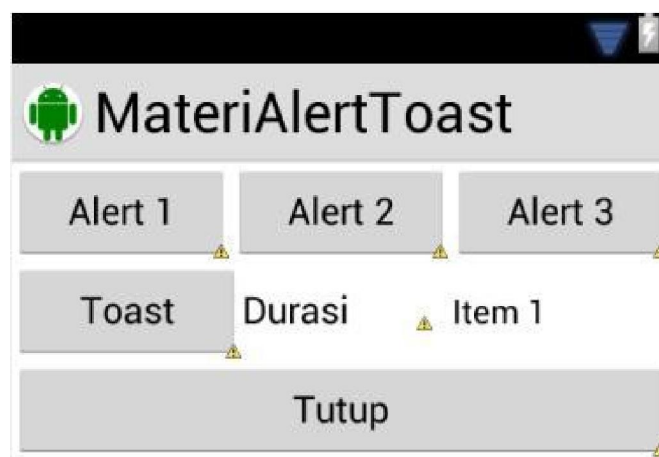 MateriAlertToast
Alert 1 Alert 2 Alert 3
Toast Durasi Item 1
Tutup